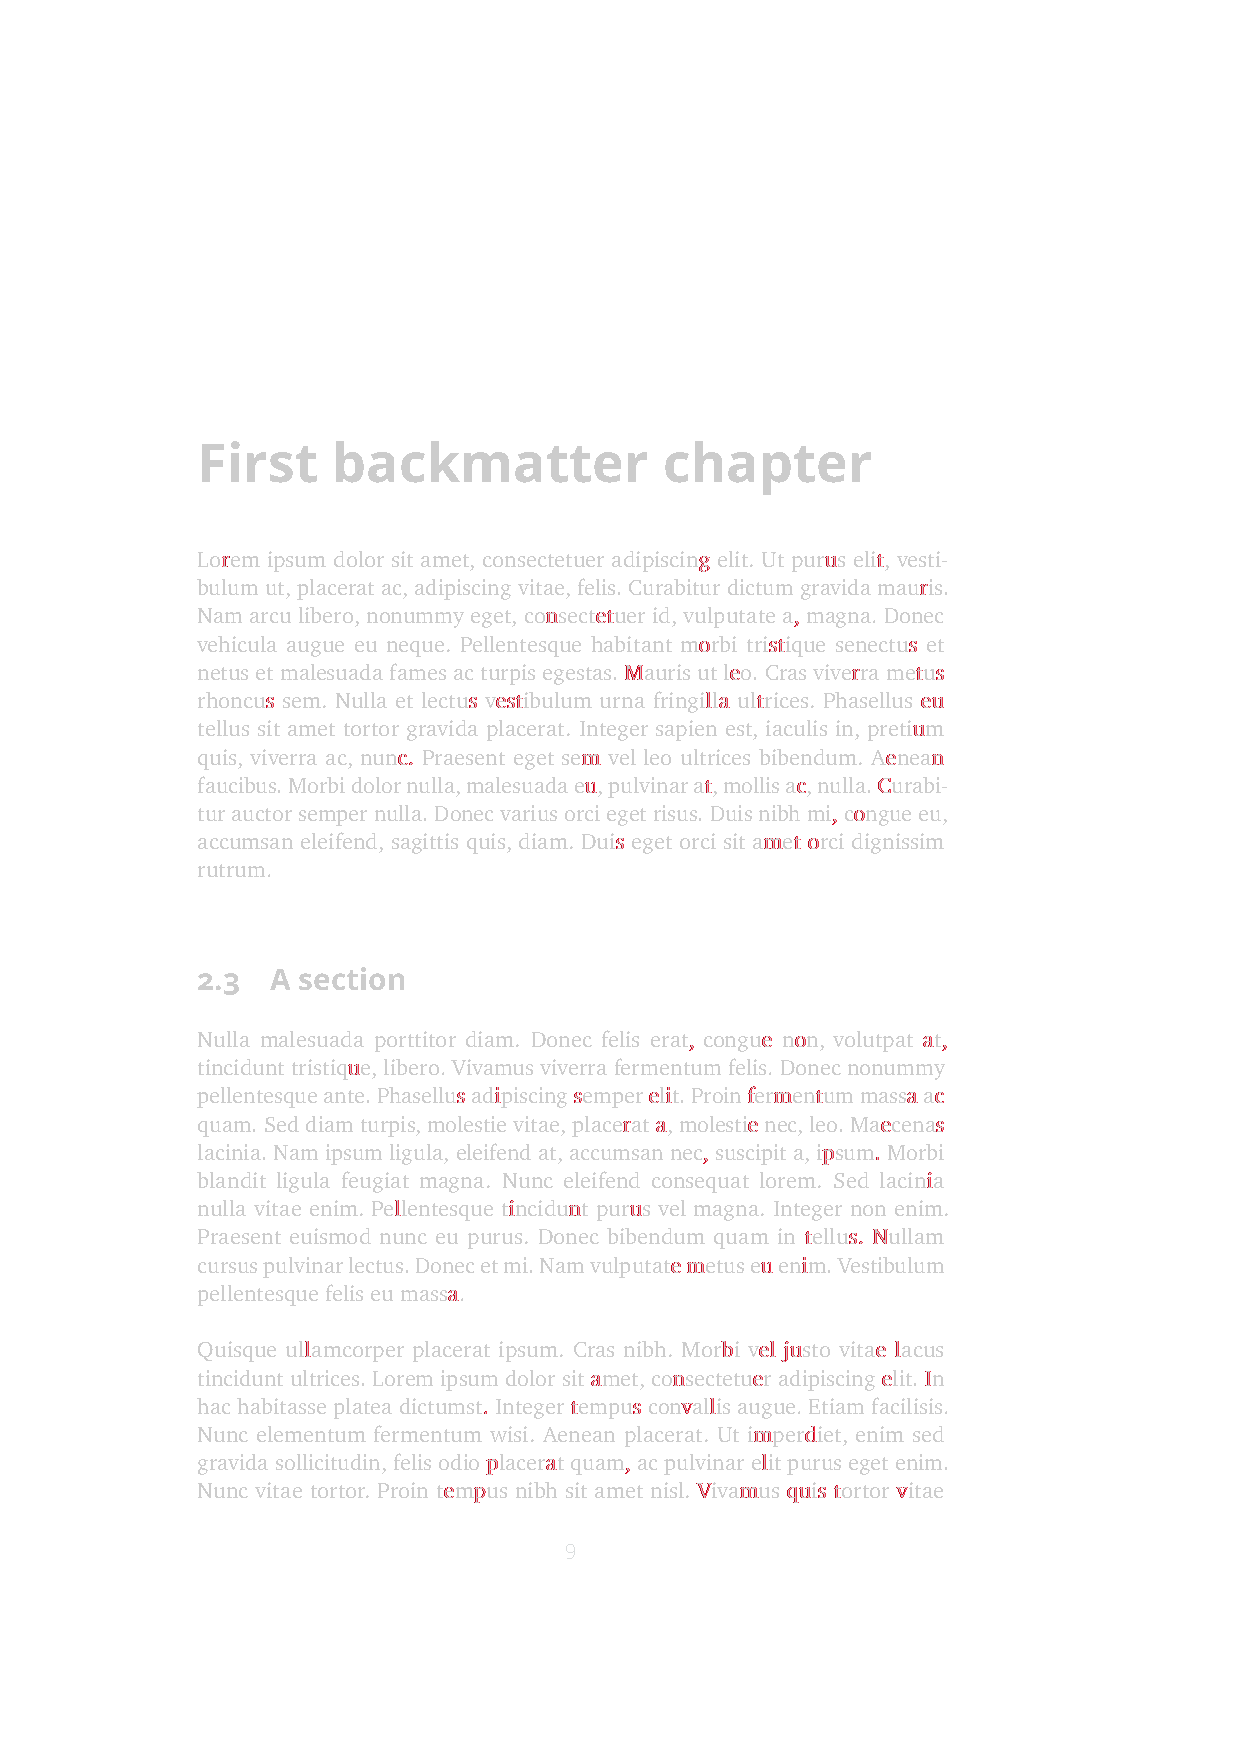 First backmatter chapter
Lorem ipsum dolor sit amet, consectetuer adipiscing elit. Ut purus elit, vesti-
bulum ut, placerat ac, adipiscing vitae, felis. Curabitur dictum gravida mauris.
Nam arcu libero, nonummy eget, consectetuer id, vulputate a, magna. Donec
vehicula augue eu neque. Pellentesque habitant morbi tristique senectus et
netus et malesuada fames ac turpis egestas. Mauris ut leo. Cras viverra metus
rhoncus sem. Nulla et lectus vestibulum urna fringilla ultrices. Phasellus eu
tellus sit amet tortor gravida placerat. Integer sapien est, iaculis in, pretium
quis, viverra ac, nunc. Praesent eget sem vel leo ultrices bibendum. Aenean
faucibus. Morbi dolor nulla, malesuada eu, pulvinar at, mollis ac, nulla. Curabi-
tur auctor semper nulla. Donec varius orci eget risus. Duis nibh mi, congue eu,
accumsan eleifend, sagittis quis, diam. Duis eget orci sit amet orci dignissim
rutrum.
2.3 A section
Nulla malesuada porttitor diam. Donec felis erat, congue non, volutpat at,
tincidunt tristique, libero. Vivamus viverra fermentum felis. Donec nonummy
pellentesque ante. Phasellus adipiscing semper elit. Proin fermentum massa ac
quam. Sed diam turpis, molestie vitae, placerat a, molestie nec, leo. Maecenas
lacinia. Nam ipsum ligula, eleifend at, accumsan nec, suscipit a, ipsum. Morbi
blandit ligula feugiat magna. Nunc eleifend consequat lorem. Sed lacinia
nulla vitae enim. Pellentesque tincidunt purus vel magna. Integer non enim.
Praesent euismod nunc eu purus. Donec bibendum quam in tellus. Nullam
cursus pulvinar lectus. Donec et mi. Nam vulputate metus eu enim. Vestibulum
pellentesque felis eu massa.
Quisque ullamcorper placerat ipsum. Cras nibh. Morbi vel justo vitae lacus
tincidunt ultrices. Lorem ipsum dolor sit amet, consectetuer adipiscing elit. In
hac habitasse platea dictumst. Integer tempus convallis augue. Etiam facilisis.
Nunc elementum fermentum wisi. Aenean placerat. Ut imperdiet, enim sed
gravida sollicitudin, felis odio placerat quam, ac pulvinar elit purus eget enim.
Nunc vitae tortor. Proin tempus nibh sit amet nisl. Vivamus quis tortor vitae
9